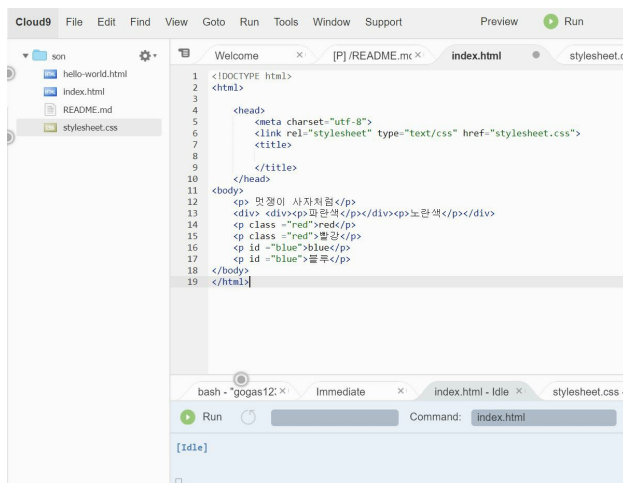 Cloud9 File Edit Find View Goto Run Tools Window Support Preview Run
son
hello-world.html
index.html
README.md
stylesheet.css
Welcome [P] /README.mc index.html stylesheet.c
1 <!DOCTYPE html>
2 <html>
3
4 <head>
5 <meta charset="utf-8">
6 <link rel="stylesheet" type="text/css" href="stylesheet.css">
7 <title>
8
9 </title>
10 </head>
11 <body>
12 <p> 멋쟁이 사자처럼</p>
13 <div> <div><p>파란색</p></div><p>노란색</p></div>
14 <p class ="red">red</p>
15 <p class ="red">빨강</p>
16 <p id ="blue">blue</p>
17 <p id ="blue">블루</p>
18 </body>
19 </html>
bash - "gogas12: Immediate index.html - Idle stylesheet.css -
Run Command: index.html
[Idle]